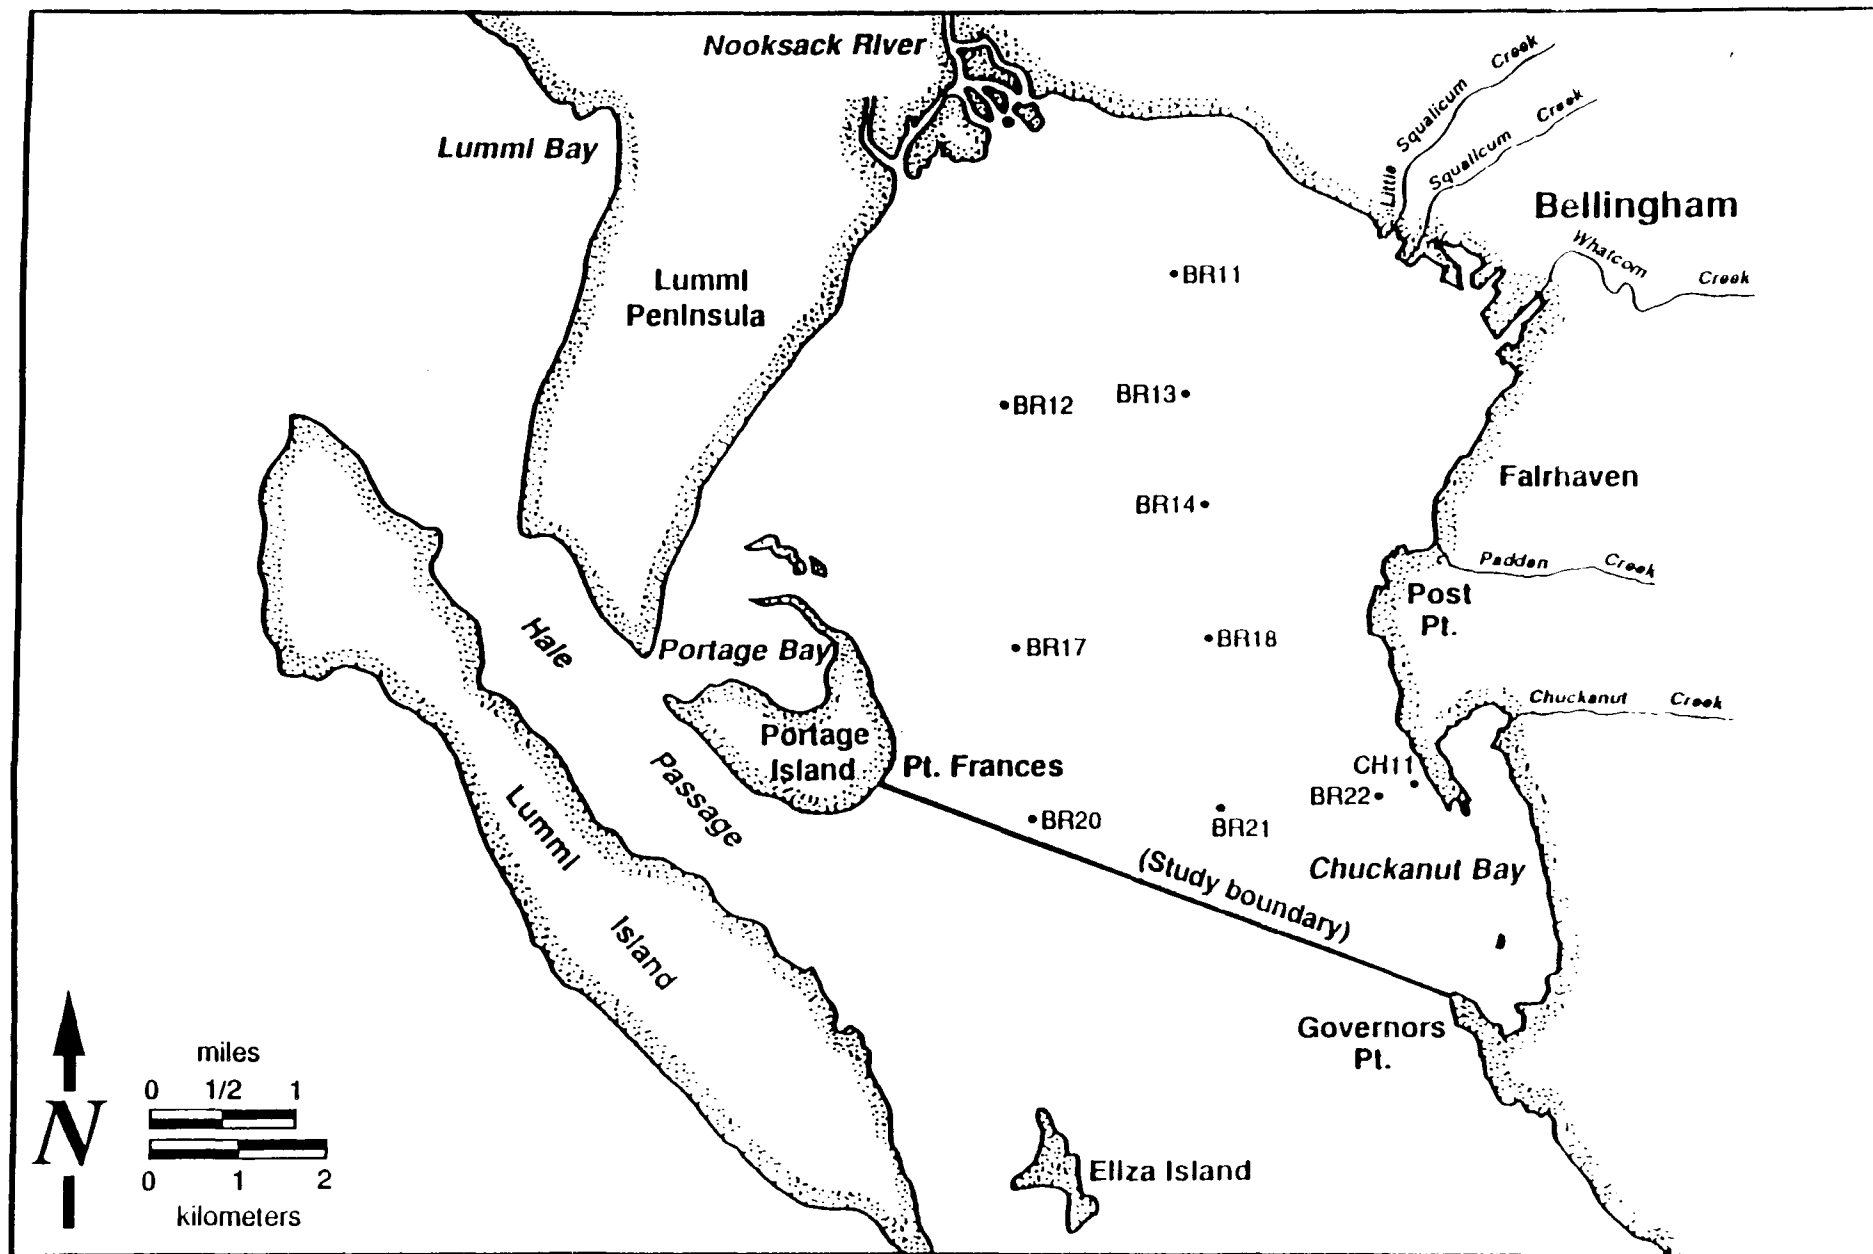 Nooksack River
Little Squalicum Creek
Squalicum Creek
Lummi Bay
Bellingham
Whatcom Creek
BR11
Lummi
Peninsula
BR12
BR13
Fairhaven
BR14
Padden Creek
Post
Pt.
Hale Passage
Portage Bay
BR17
BR18
Chuckanut Creek
Portage
Island
Pt. Frances
CH11
BR22
BR20
BR21
(Study boundary)
Chuckanut Bay
Lummi Island
Governors
Pt.
miles
0 1/2 1
N
0 1 2
kilometers
Eliza Island